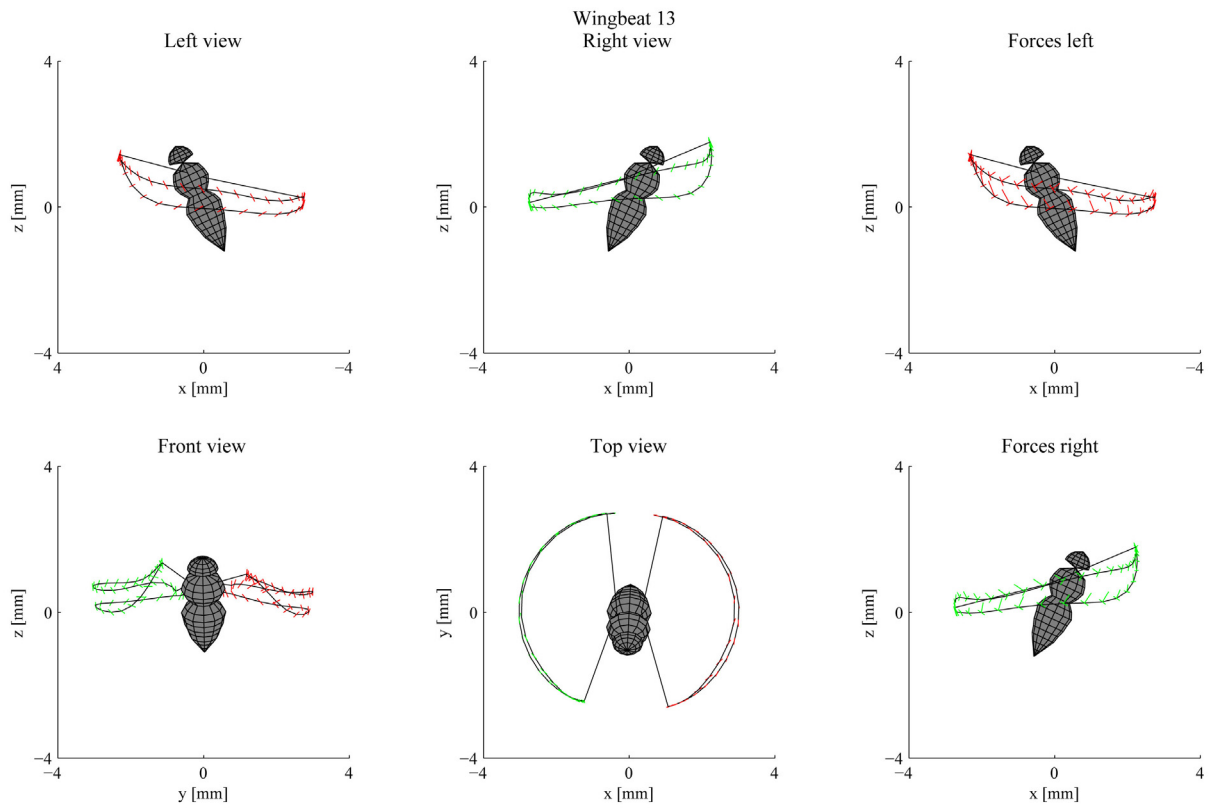 Wingbeat 13
Left view
Right view
Forces left
4
0
−4
z [mm]
4
0
−4
x [mm]
4
0
−4
z [mm]
−4
0
4
x [mm]
4
0
−4
z [mm]
4
0
−4
x [mm]
Front view
Top view
Forces right
4
0
−4
z [mm]
−4
0
4
y [mm]
4
0
−4
y [mm]
−4
0
4
x [mm]
4
0
−4
z [mm]
−4
0
4
x [mm]